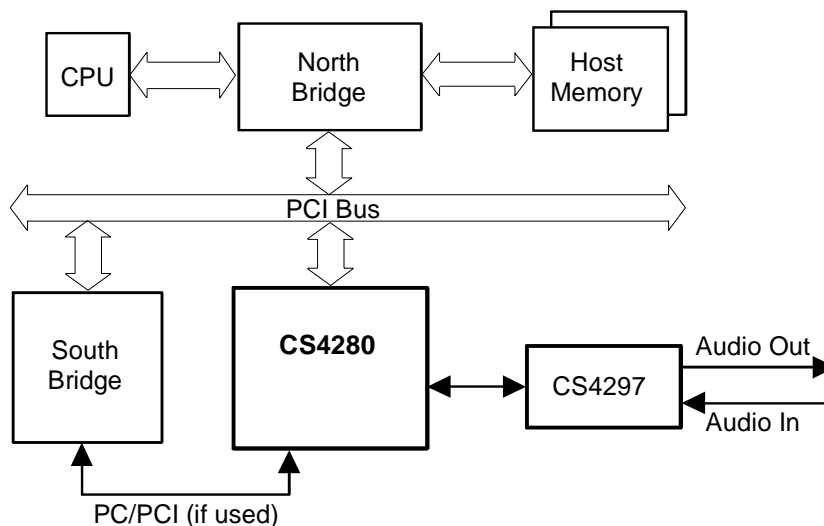 CPU
North
Bridge
Host
Memory
PCI Bus
South
Bridge
CS4280
CS4297
Audio Out
Audio In
PC/PCI (if used)